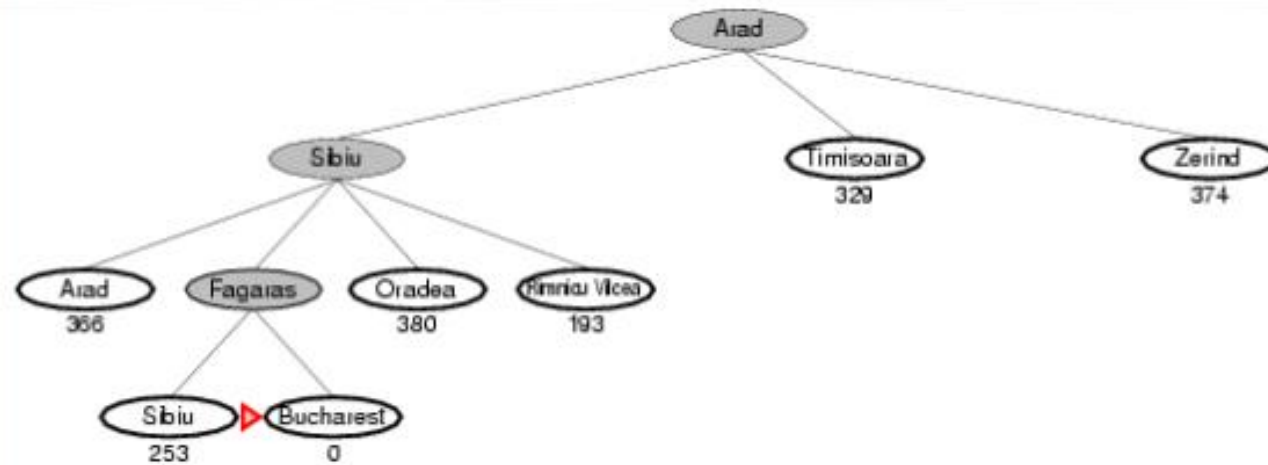 Arad
Sibiu
Timisoara
Zerind
329
374
Arad
Fagaras
Oradea
Rimnicu Vilcea
366
380
193
Sibiu
Bucharest
253
0